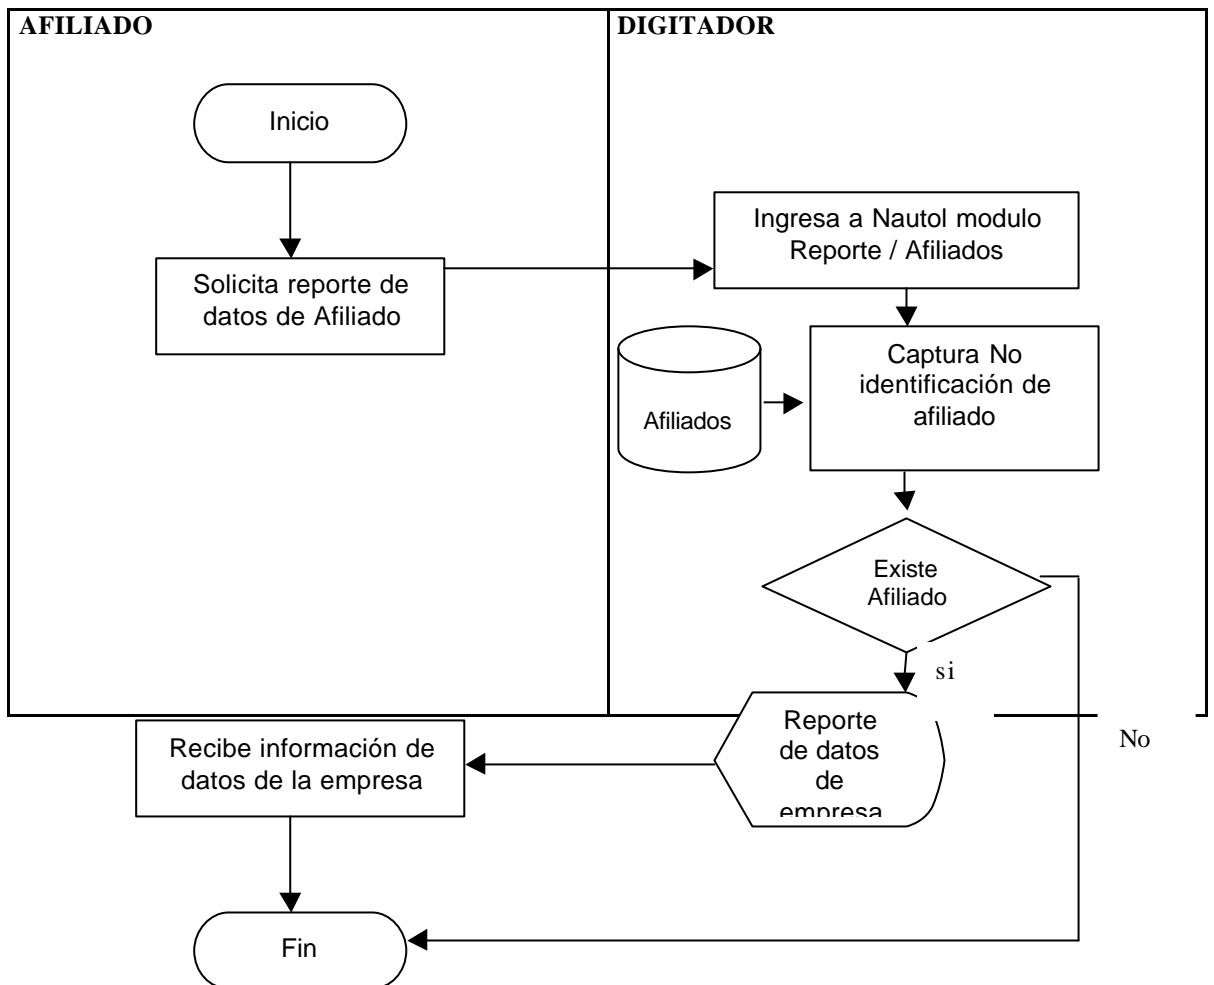 AFILIADO
DIGITADOR
Inicio
Ingresa a Nautol modulo
Reporte / Afiliados
Solicita reporte de
datos de Afiliado
Captura No
identificación de
afiliado
Afiliados
Existe
Afiliado
si
Reporte
de datos
de
empresa
No
Recibe información de
datos de la empresa
Fin